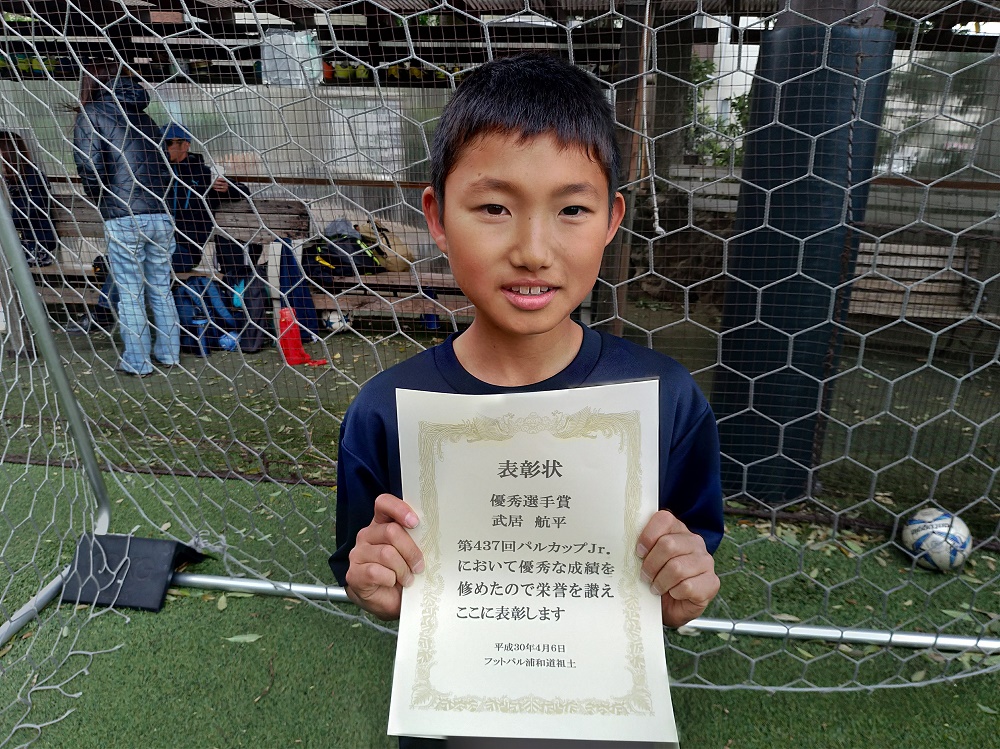 表彰状
優秀選手賞
武居 航平
第437回パルカップJr.
において優秀な成績を
修めたので栄誉を讃え
ここに表彰します
平成30年4月6日
フットパル浦和道祖土